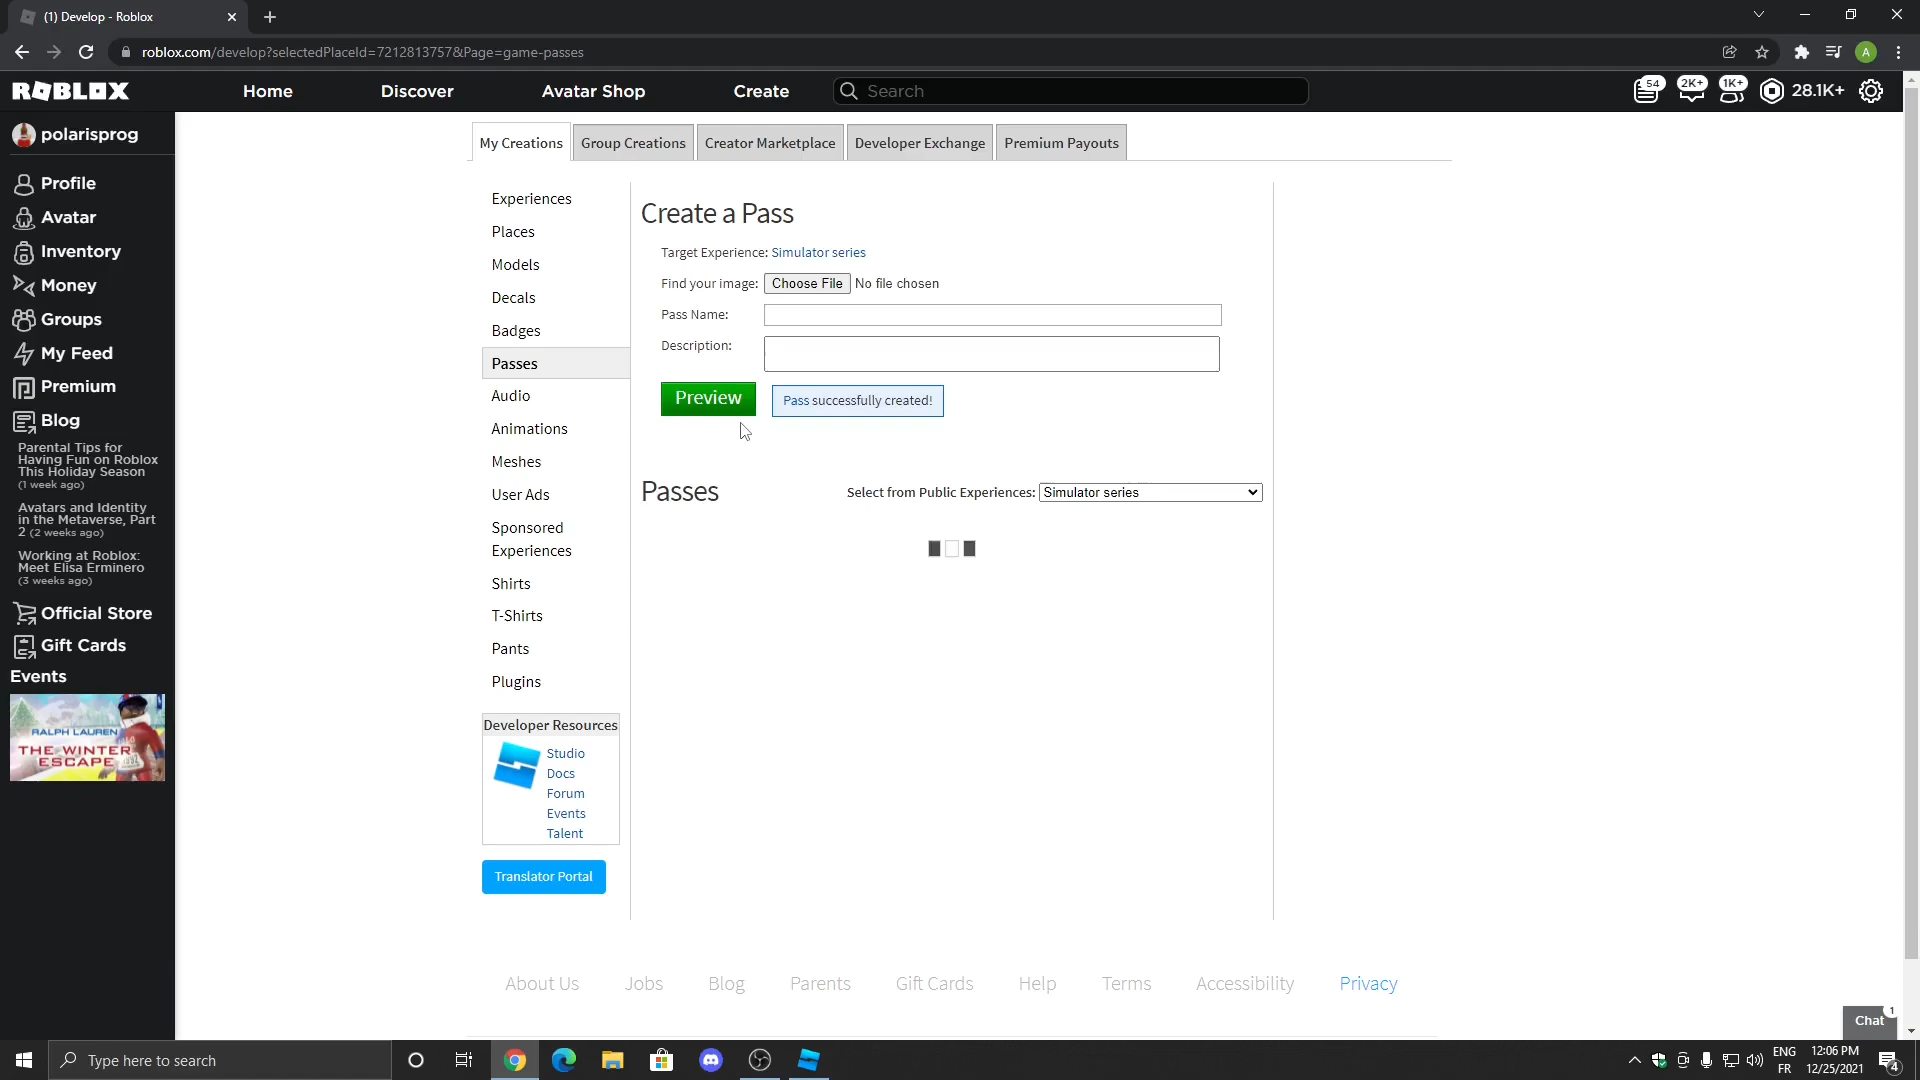 (1) Develop - Roblox
roblox.com/develop?selectedPlaceId=7212813757&Page=game-passes
A
ROBLOX
Home
Discover
Avatar Shop
Create
Search
54
2K+
1K+
28.1K+
polarisprog
Profile
Avatar
Inventory
Money
Groups
My Feed
Premium
Blog
Parental Tips for
Having Fun on Roblox
This Holiday Season
(1 week ago)
Avatars and Identity
in the Metaverse, Part
2 (2 weeks ago)
Working at Roblox:
Meet Elisa Erminero
(3 weeks ago)
Official Store
Gift Cards
Events
RALPH LAUREN
THE WINTER
ESCAPE
My Creations
Group Creations
Creator Marketplace
Developer Exchange
Premium Payouts
Experiences
Places
Models
Decals
Badges
Passes
Audio
Animations
Meshes
User Ads
Sponsored
Experiences
Shirts
T-Shirts
Pants
Plugins
Developer Resources
Studio
Docs
Forum
Events
Talent
Translator Portal
Create a Pass
Target Experience: Simulator series
Find your image: Choose File No file chosen
Pass Name:
Description:
Preview
Pass successfully created!
Passes
Select from Public Experiences: Simulator series
About Us
Jobs
Blog
Parents
Gift Cards
Help
Terms
Accessibility
Privacy
Chat
1
Type here to search
ENG
FR
12:06 PM
12/25/2021
4